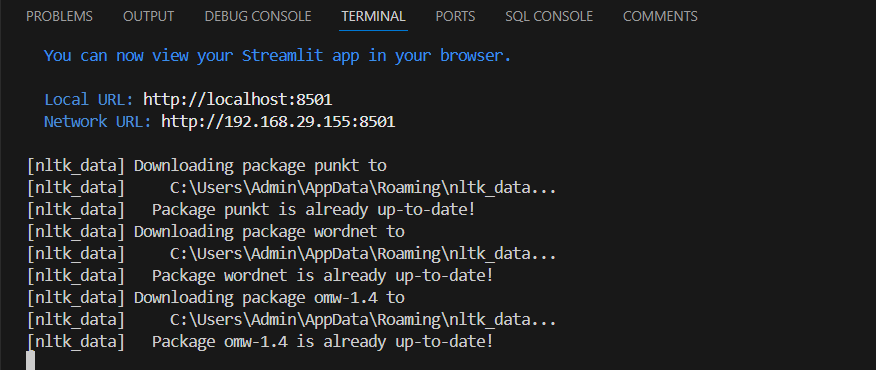 PROBLEMS OUTPUT DEBUG CONSOLE TERMINAL PORTS SQL CONSOLE COMMENTS
You can now view your Streamlit app in your browser.
Local URL: http://localhost:8501
Network URL: http://192.168.29.155:8501
[nltk_data] Downloading package punkt to
[nltk_data]     C:\Users\Admin\AppData\Roaming\nltk_data...
[nltk_data]   Package punkt is already up-to-date!
[nltk_data] Downloading package wordnet to
[nltk_data]     C:\Users\Admin\AppData\Roaming\nltk_data...
[nltk_data]   Package wordnet is already up-to-date!
[nltk_data] Downloading package omw-1.4 to
[nltk_data]     C:\Users\Admin\AppData\Roaming\nltk_data...
[nltk_data]   Package omw-1.4 is already up-to-date!